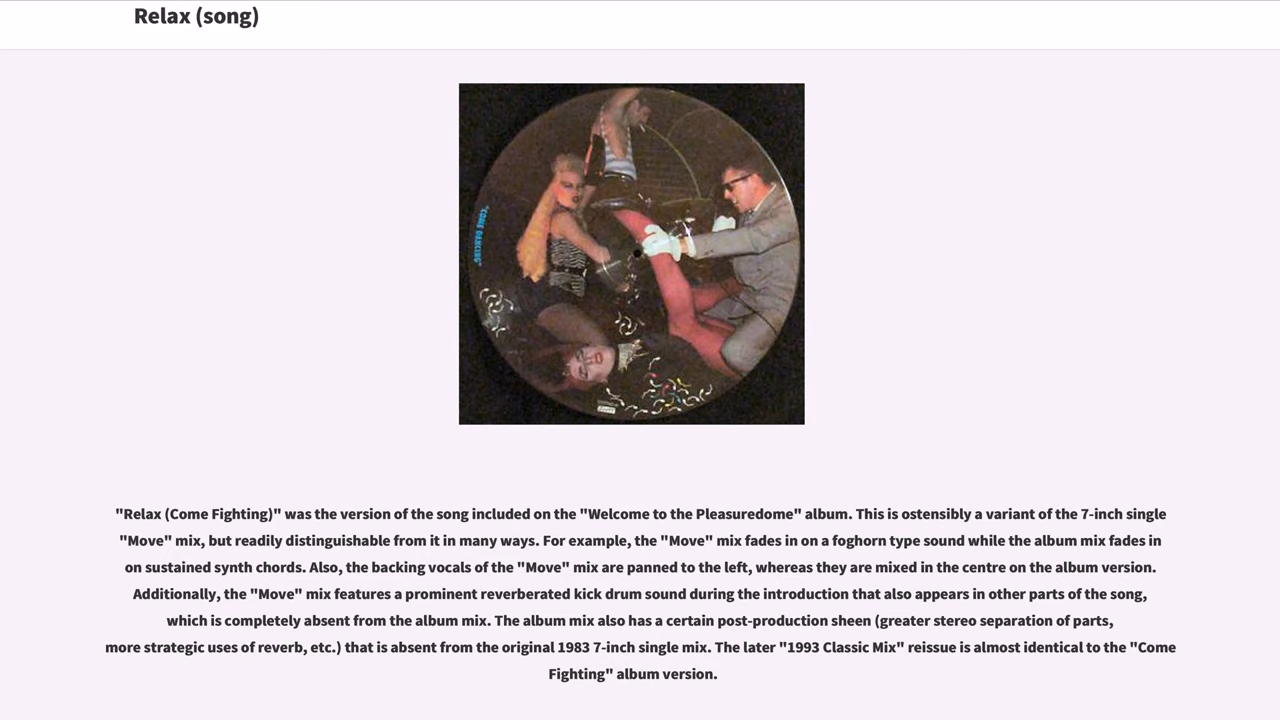 Relax (song)
"COME DANCING"
"Relax (Come Fighting)" was the version of the song included on the "Welcome to the Pleasuredome" album. This is ostensibly a variant of the 7-inch single
"Move" mix, but readily distinguishable from it in many ways. For example, the "Move" mix fades in on a foghorn type sound while the album mix fades in
on sustained synth chords. Also, the backing vocals of the "Move" mix are panned to the left, whereas they are mixed in the centre on the album version.
Additionally, the "Move" mix features a prominent reverberated kick drum sound during the introduction that also appears in other parts of the song,
which is completely absent from the album mix. The album mix also has a certain post-production sheen (greater stereo separation of parts,
more strategic uses of reverb, etc.) that is absent from the original 1983 7-inch single mix. The later "1993 Classic Mix" reissue is almost identical to the "Come
Fighting" album version.